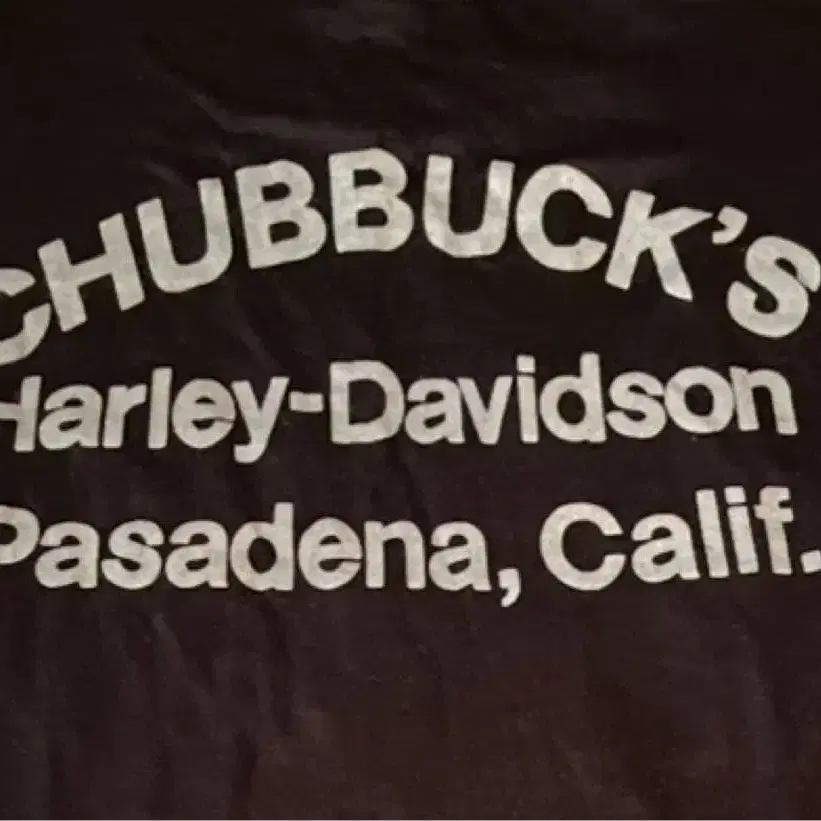 CHUBBUCK'S
Harley-Davidson
Pasadena, Calif.